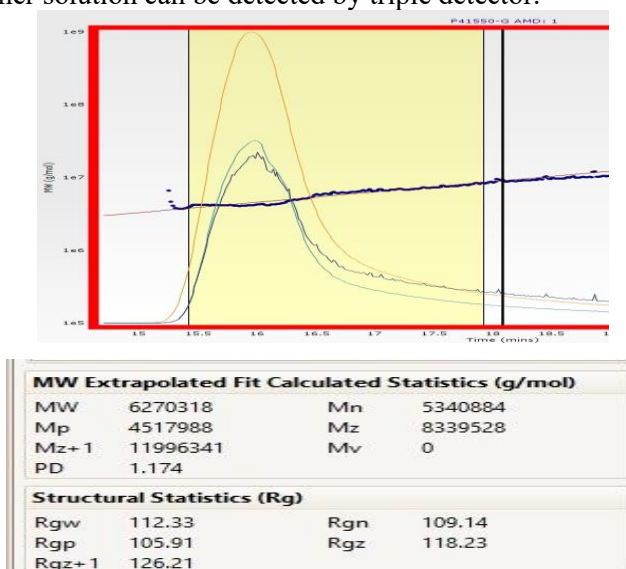 ner solution can be detected by triple detector.
P41550-G AMD: 1
1e9
1e8
MW (g/mol)
1e7
1e6
1e5
15 15.5 16 16.5 17 17.5 18 18.5 1
Time (mins)
MW Extrapolated Fit Calculated Statistics (g/mol)
MW 6270318 Mn 5340884
Mp 4517988 Mz 8339528
Mz+1 11996341 Mv 0
PD 1.174
Structural Statistics (Rg)
Rgw 112.33 Rgn 109.14
Rgp 105.91 Rgz 118.23
Rgz+1 126.21